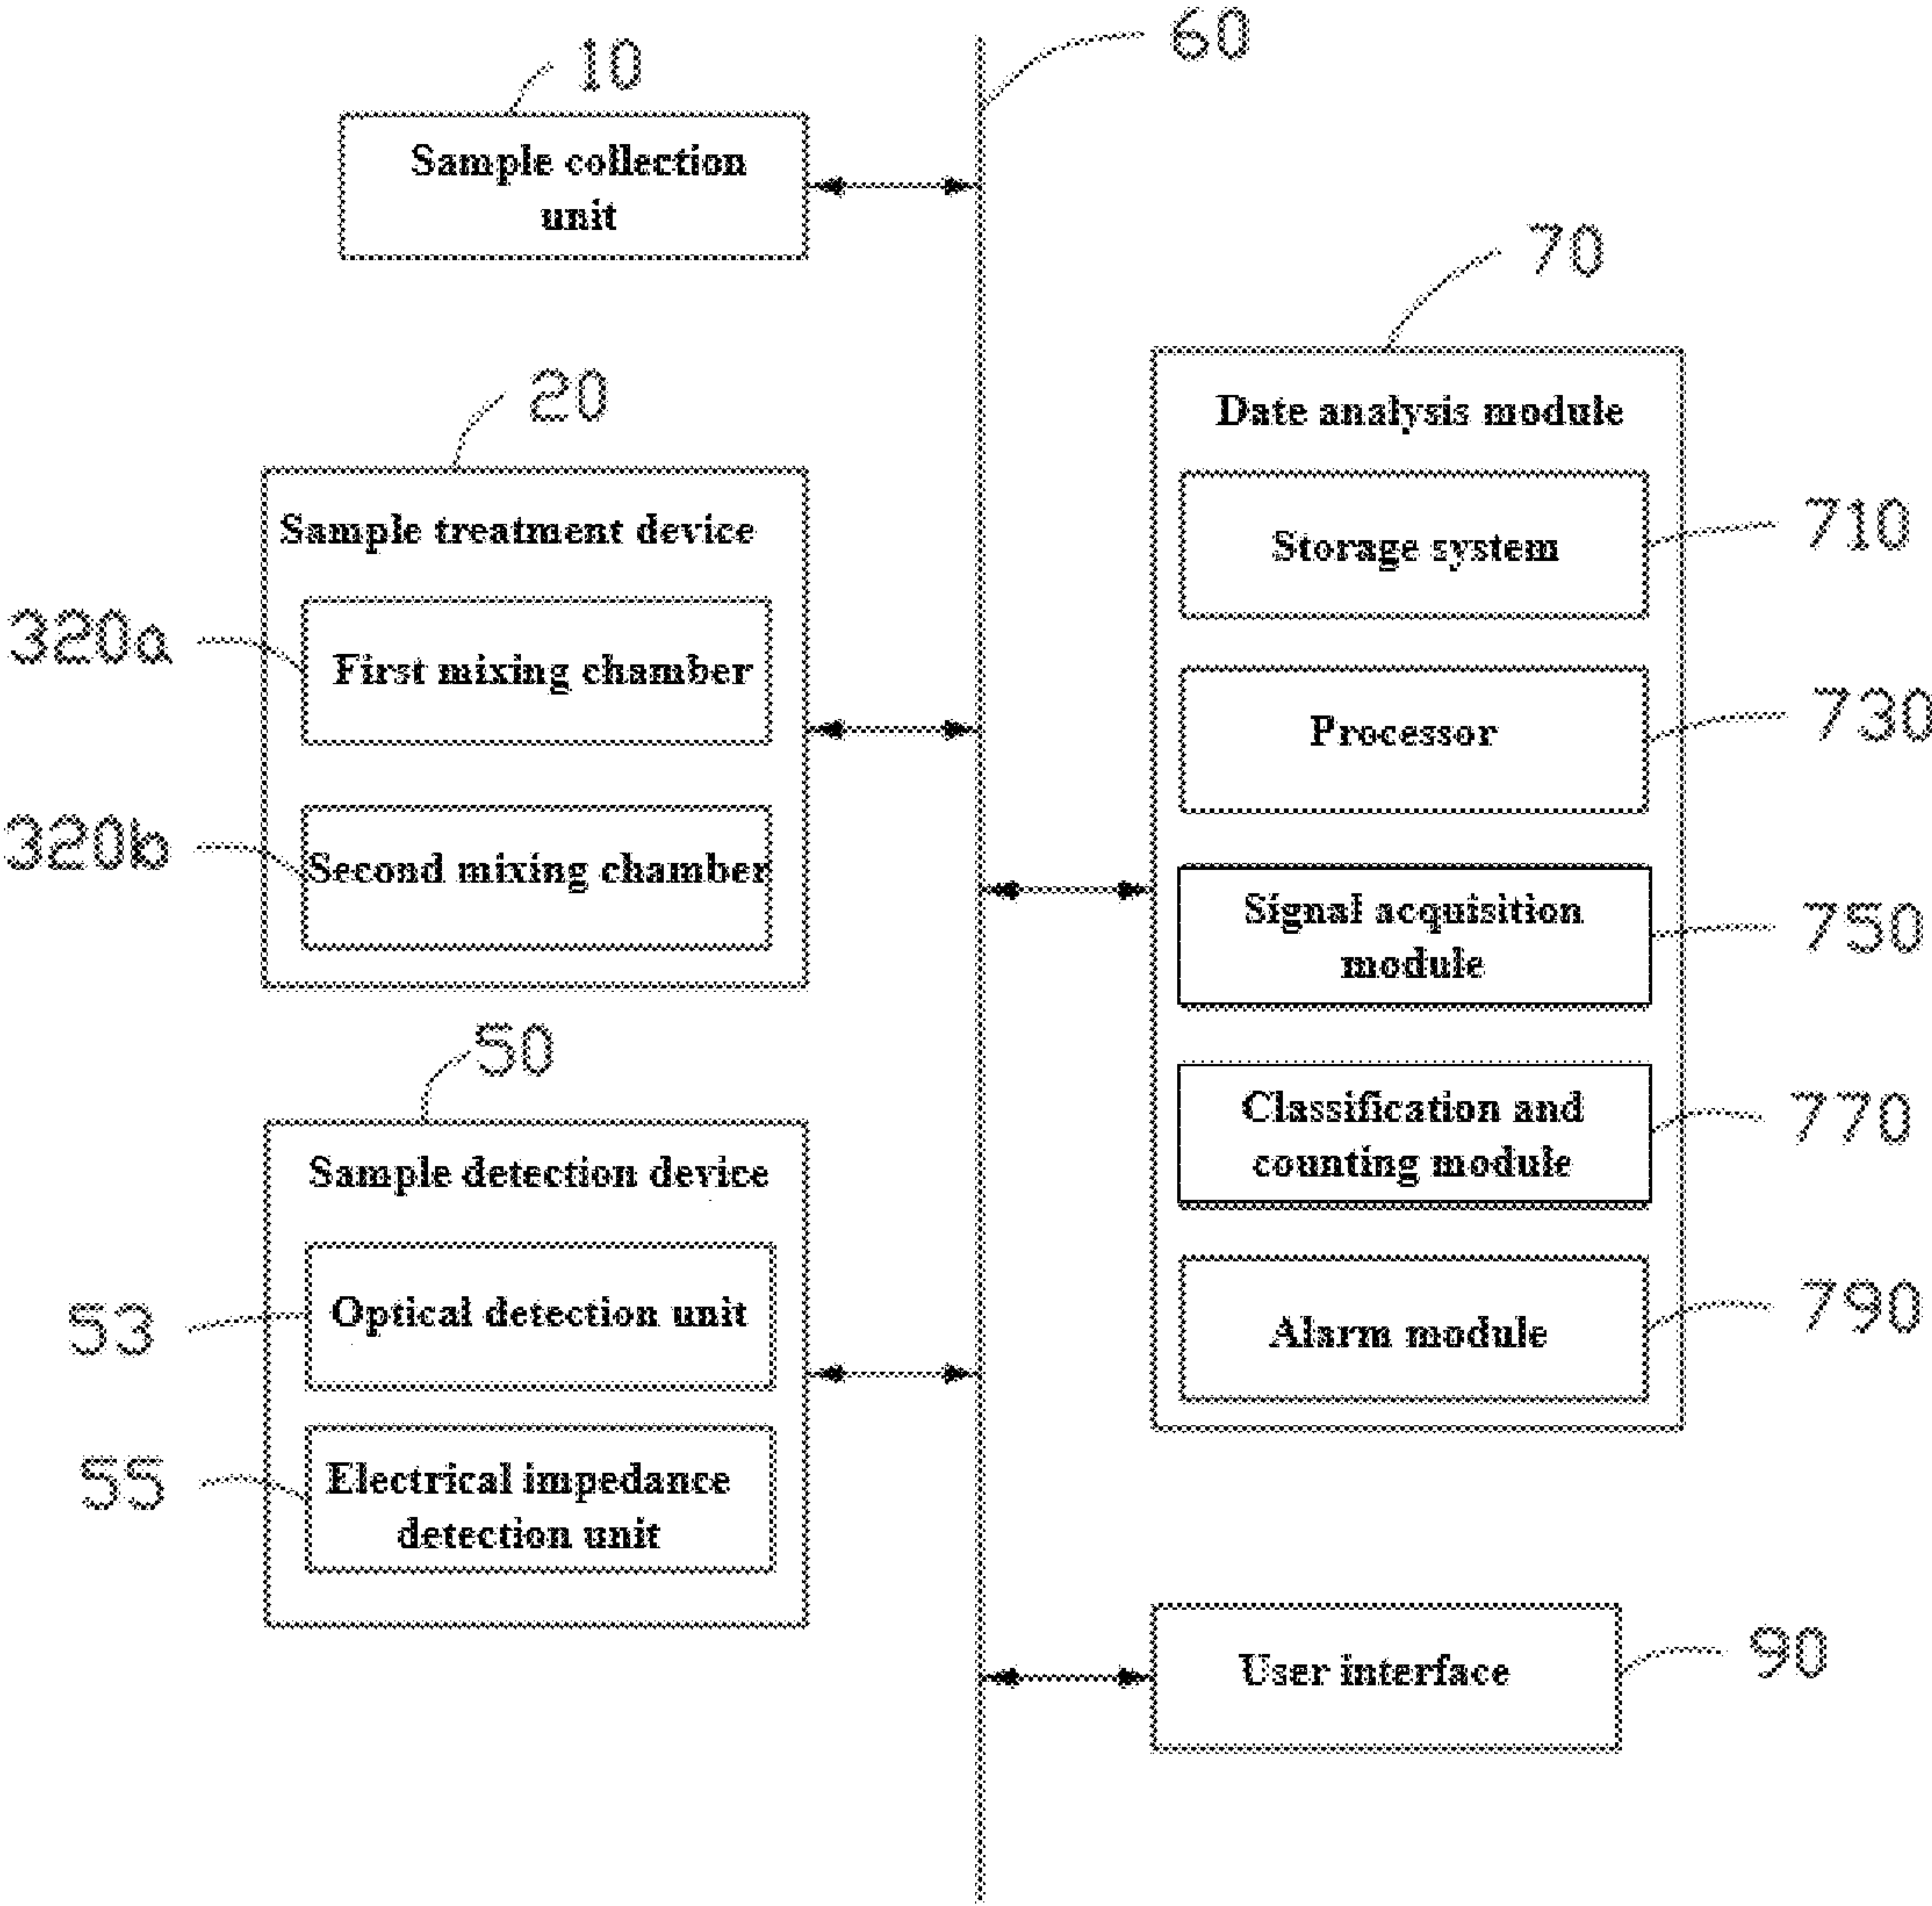 10
60
Sample collection
unit
70
20
Date analysis module
Sample treatment device
Storage system
710
320a
First mixing chamber
Processor
730
320b
Second mixing chamber
Signal acquisition
module
750
50
Classification and
counting module
770
Sample detection device
Optical detection unit
53
Alarm module
790
55
Electrical impedance
detection unit
User interface
90